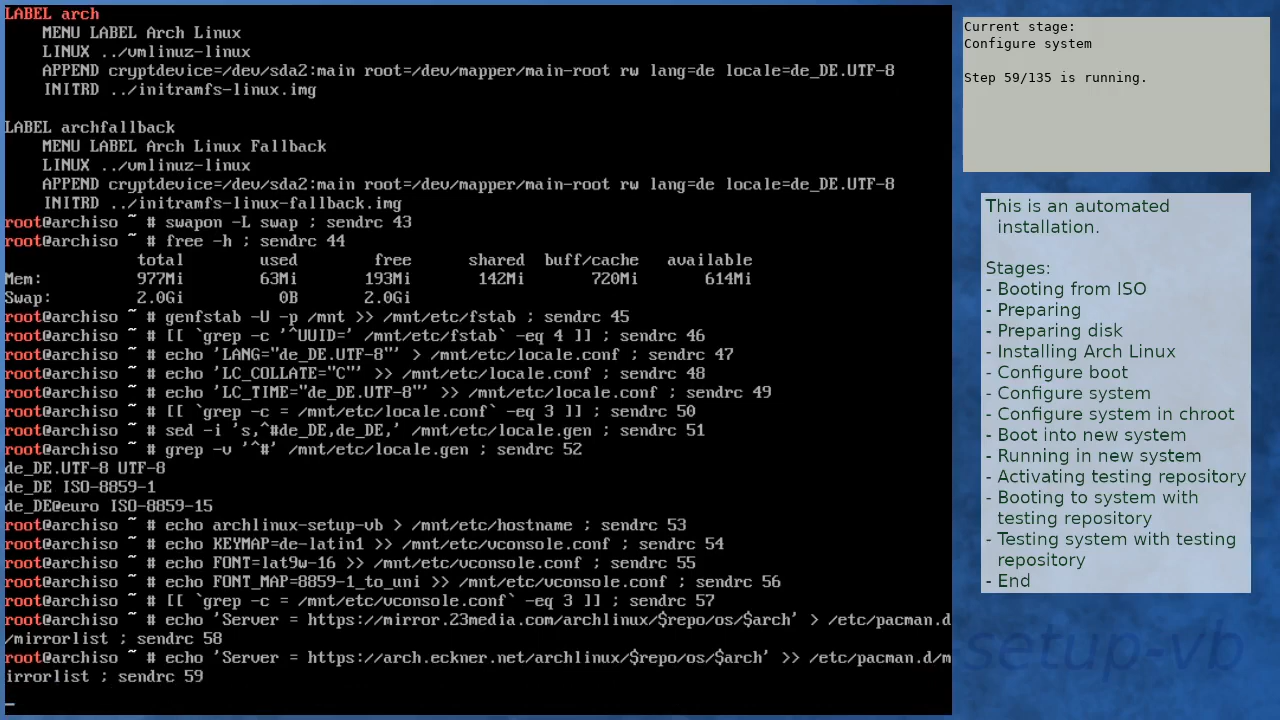 LABEL arch
MENU LABEL Arch Linux
LINUX ../vmlinuz-linux
APPEND cryptdevice=/dev/sda2:main root=/dev/mapper/main-root rw lang=de locale=de_DE.UTF-8
INITRD ../initramfs-linux.img
LABEL archfallback
MENU LABEL Arch Linux Fallback
LINUX ../vmlinuz-linux
APPEND cryptdevice=/dev/sda2:main root=/dev/mapper/main-root rw lang=de locale=de_DE.UTF-8
INITRD ../initramfs-linux-fallback.img
root@archiso ~ # swapon -L swap ; sendrc 43
root@archiso ~ # free -h ; sendrc 44
total used free shared buff/cache available
Mem: 977Mi 63Mi 193Mi 142Mi 720Mi 614Mi
Swap: 2.0Gi 0B 2.0Gi
root@archiso ~ # genfstab -U -p /mnt >> /mnt/etc/fstab ; sendrc 45
root@archiso ~ # [[ `grep -c '^UUID=' /mnt/etc/fstab` -eq 4 ]] ; sendrc 46
root@archiso ~ # echo 'LANG="de_DE.UTF-8"' > /mnt/etc/locale.conf ; sendrc 47
root@archiso ~ # echo 'LC_COLLATE="C"' >> /mnt/etc/locale.conf ; sendrc 48
root@archiso ~ # echo 'LC_TIME="de_DE.UTF-8"' >> /mnt/etc/locale.conf ; sendrc 49
root@archiso ~ # [[ `grep -c = /mnt/etc/locale.conf` -eq 3 ]] ; sendrc 50
root@archiso ~ # sed -i 's,^#de_DE,de_DE,' /mnt/etc/locale.gen ; sendrc 51
root@archiso ~ # grep -v '^#' /mnt/etc/locale.gen ; sendrc 52
de_DE.UTF-8 UTF-8
de_DE ISO-8859-1
de_DE@euro ISO-8859-15
root@archiso ~ # echo archlinux-setup-vb > /mnt/etc/hostname ; sendrc 53
root@archiso ~ # echo KEYMAP=de-latin1 >> /mnt/etc/vconsole.conf ; sendrc 54
root@archiso ~ # echo FONT=lat9w-16 >> /mnt/etc/vconsole.conf ; sendrc 55
root@archiso ~ # echo FONT_MAP=8859-1_to_uni >> /mnt/etc/vconsole.conf ; sendrc 56
root@archiso ~ # [[ `grep -c = /mnt/etc/vconsole.conf` -eq 3 ]] ; sendrc 57
root@archiso ~ # echo 'Server = https://mirror.23media.com/archlinux/$repo/os/$arch' > /etc/pacman.d
/mirrorlist ; sendrc 58
root@archiso ~ # echo 'Server = https://arch.eckner.net/archlinux/$repo/os/$arch' >> /etc/pacman.d/m
irrorlist ; sendrc 59
Current stage:
Configure system
Step 59/135 is running.
This is an automated
installation.
Stages:
- Booting from ISO
- Preparing
- Preparing disk
- Installing Arch Linux
- Configure boot
- Configure system
- Configure system in chroot
- Boot into new system
- Running in new system
- Activating testing repository
- Booting to system with
testing repository
- Testing system with testing
repository
- End
setup-vb